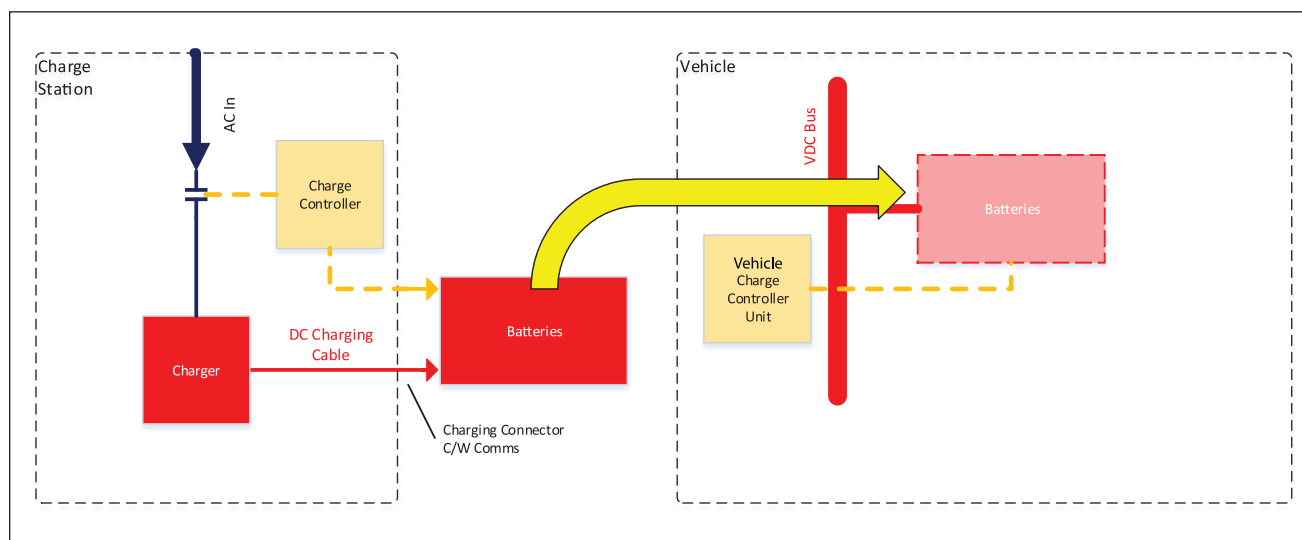 Charge
Station
AC In
Charge
Controller
Charger
DC Charging
Cable
Charging Connector
C/W Comms
Batteries
Vehicle
VDC Bus
Vehicle
Charge
Controller
Unit
Batteries